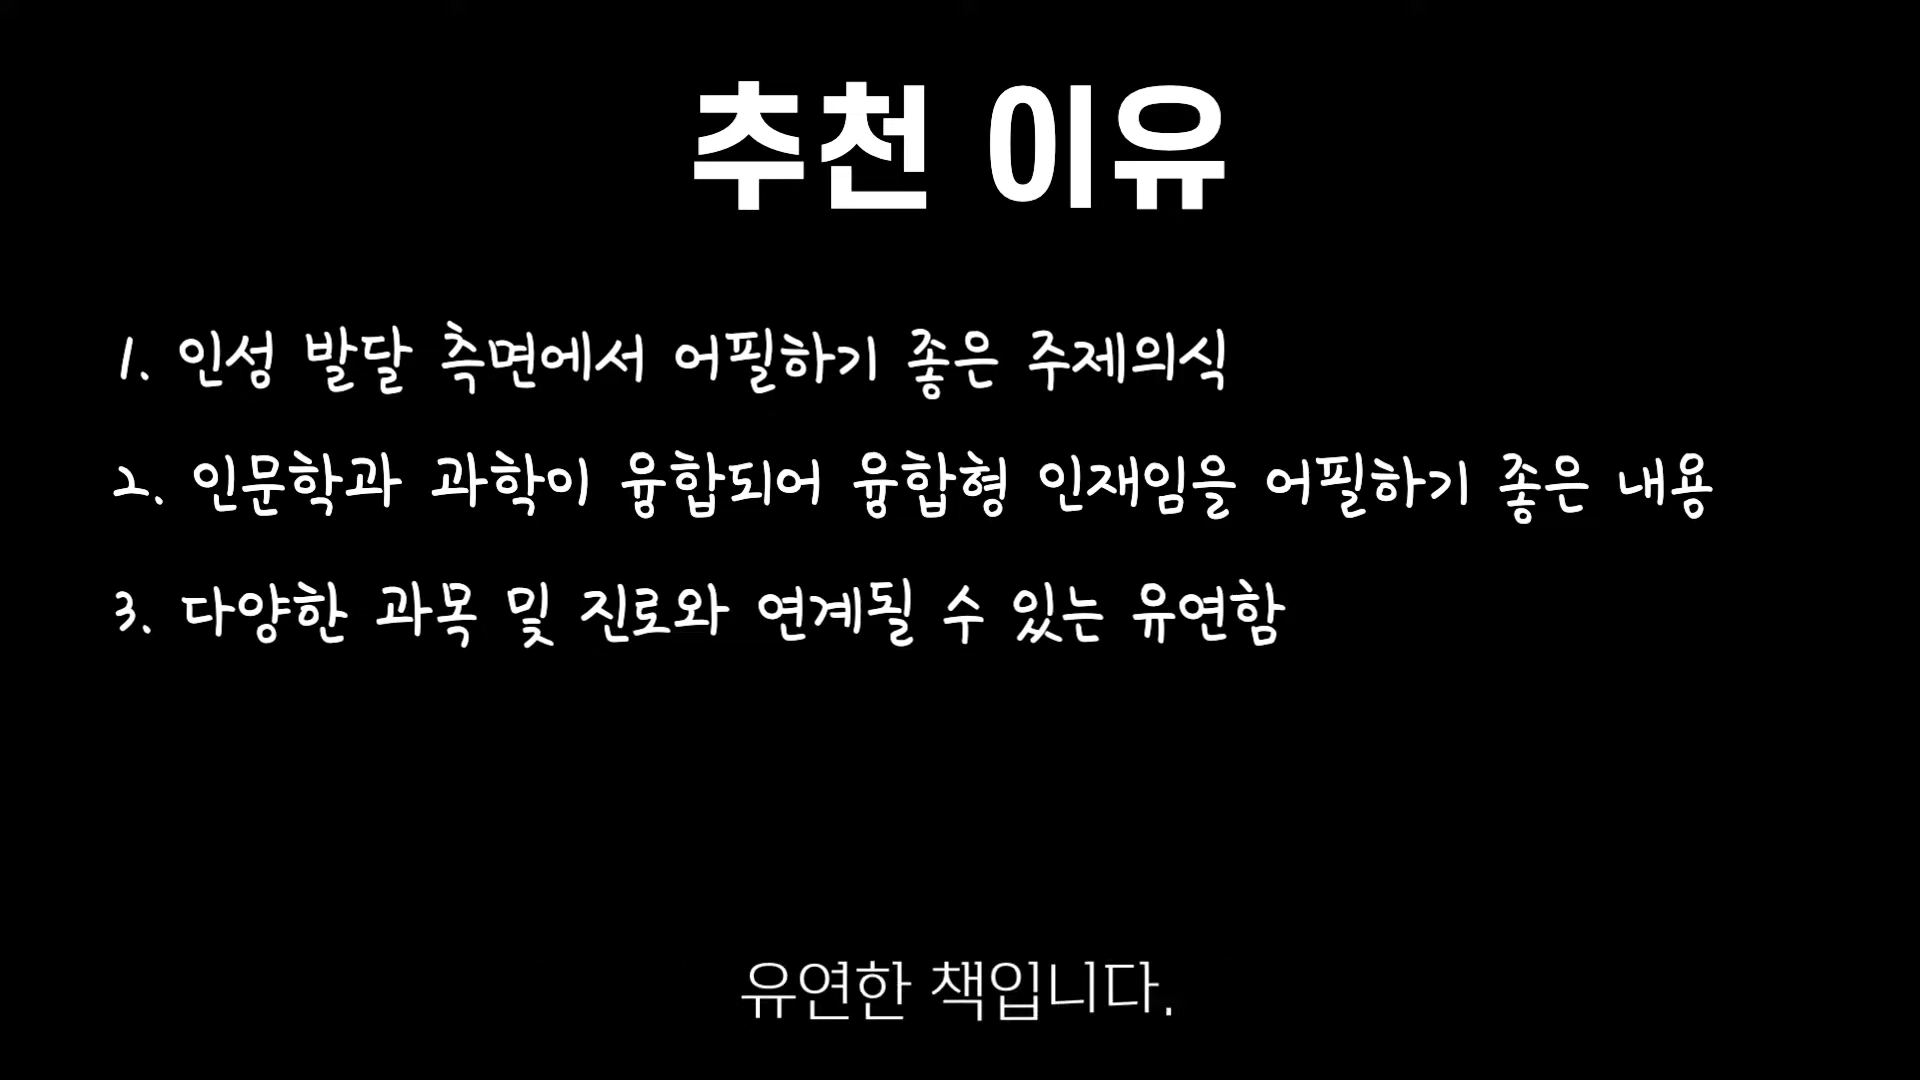 추천 이유
1. 인성 발달 측면에서 어필하기 좋은 주제의식
2. 인문학과 과학이 융합되어 융합형 인재임을 어필하기 좋은 내용
3. 다양한 과목 및 진로와 연계될 수 있는 유연함
유연한 책입니다.